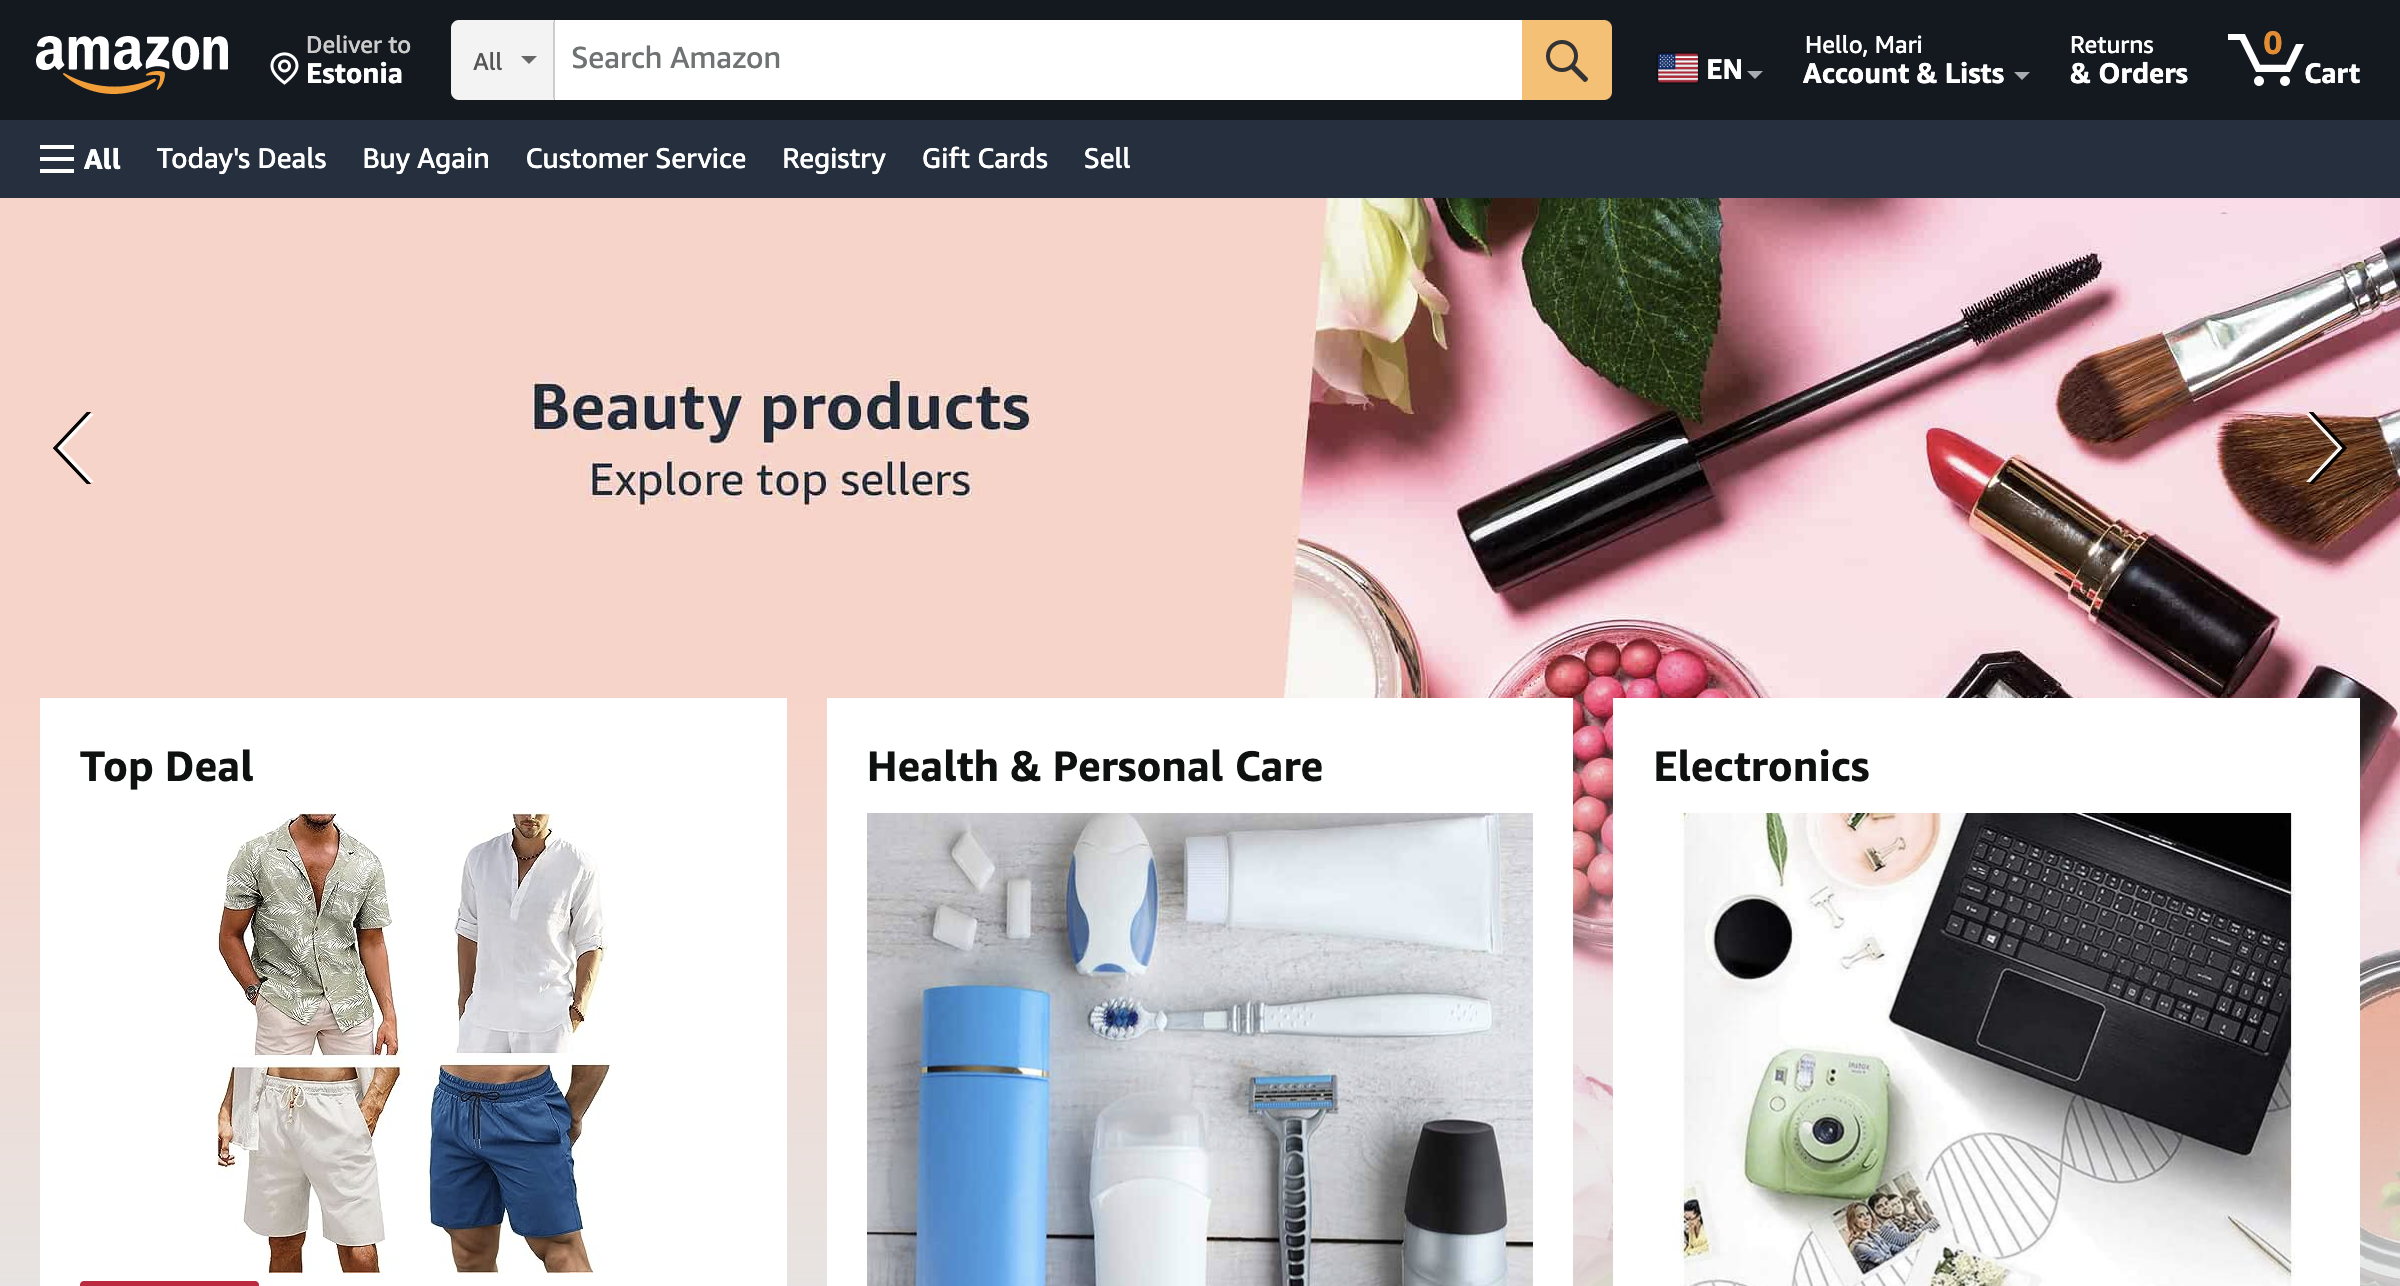 amazon
Deliver to
Estonia
All
Search Amazon
EN
Hello, Mari
Account & Lists
Returns
& Orders
0
Cart
All
Today's Deals
Buy Again
Customer Service
Registry
Gift Cards
Sell
Beauty products
Explore top sellers
Top Deal
Health & Personal Care
Electronics
instax